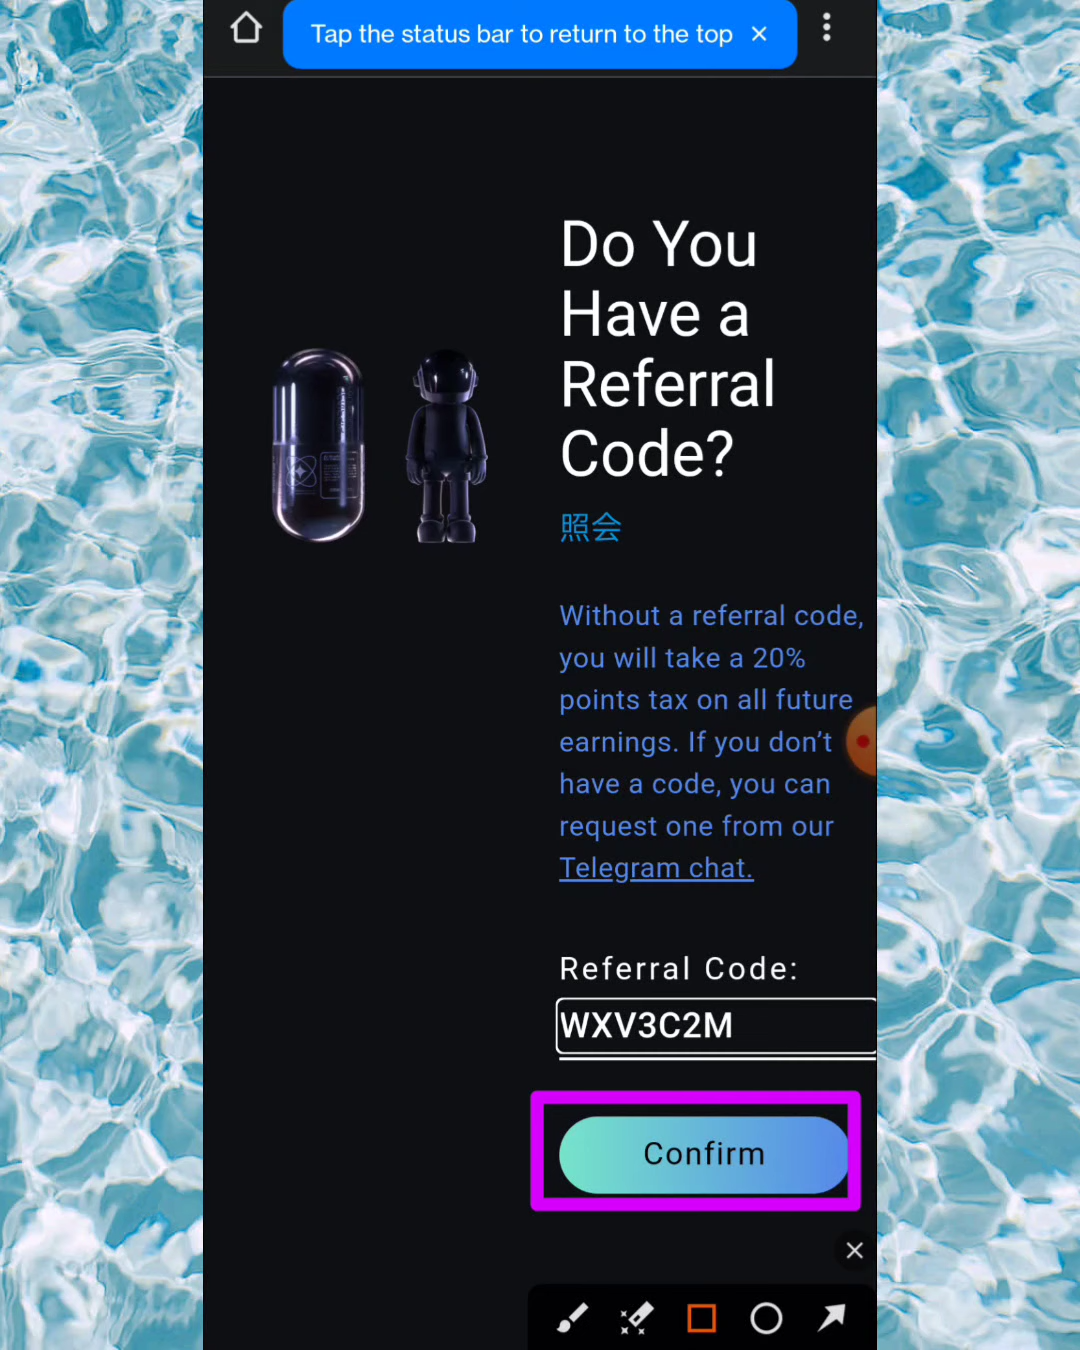 Tap the status bar to return to the top
Do You
Have a
Referral
Code?
照会
Without a referral code,
you will take a 20%
points tax on all future
earnings. If you don’t
have a code, you can
request one from our
Telegram chat.
Referral Code:
WXV3C2M
Confirm